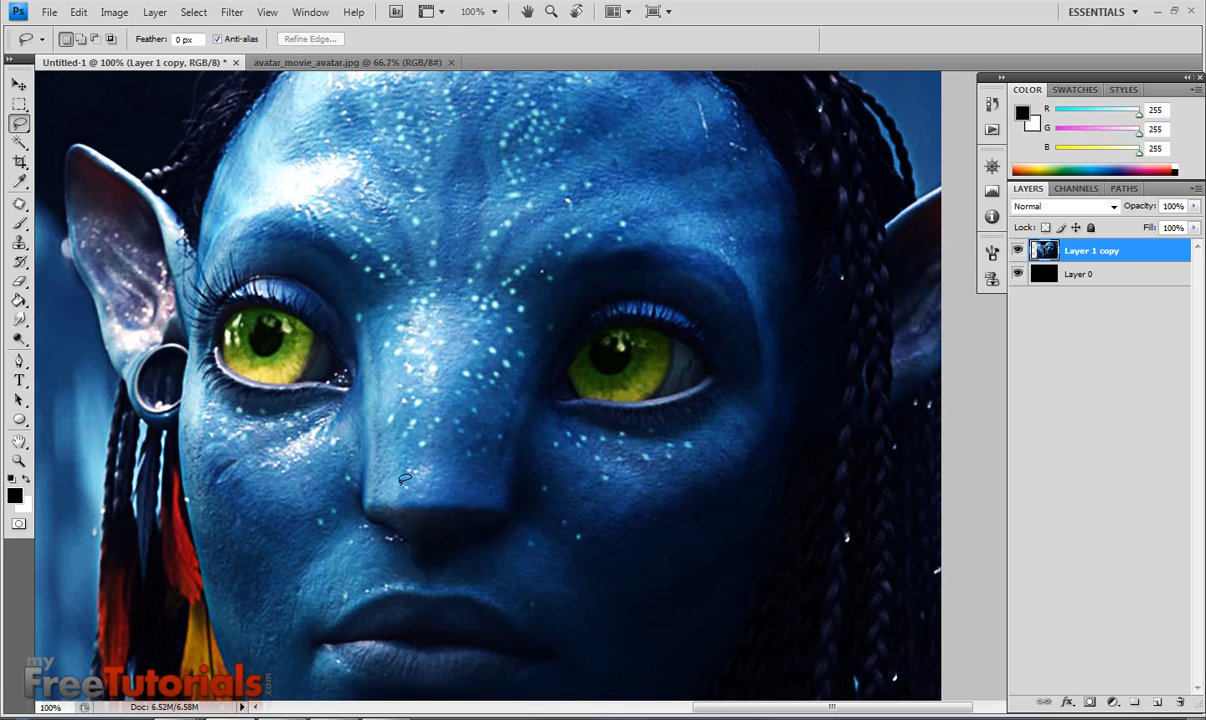 Ps File Edit Image Layer Select Filter View Window Help Br 100% ESSENTIALS
Feather: 0 px Anti-alias Refine Edge...
Untitled-1 @ 100% (Layer 1 copy, RGB/8) * × avatar_movie_avatar.jpg @ 66.7% (RGB/8#) ×
COLOR SWATCHES STYLES
R 255
G 255
B 255
LAYERS CHANNELS PATHS
Normal Opacity: 100%
Lock: Fill: 100%
Layer 1 copy
Layer 0
my
FreeTutorials
.com
100% Doc: 6.52M/6.58M